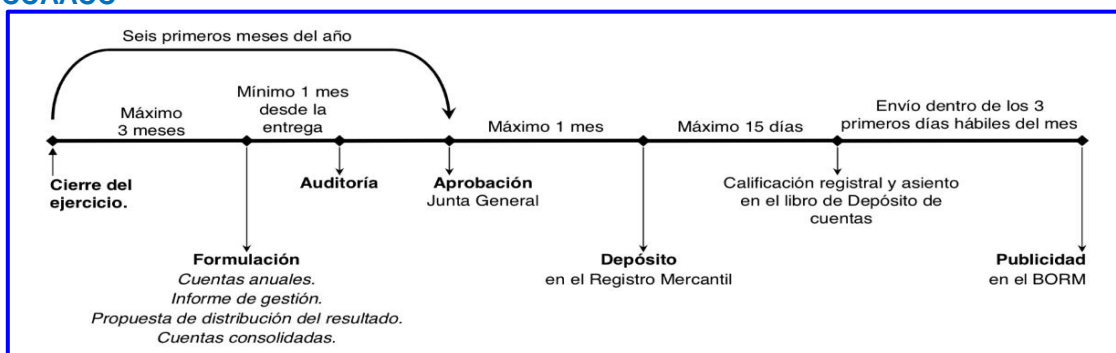 Seis primeros meses del año
Máximo
3 meses
Mínimo 1 mes
desde la
entrega
Máximo 1 mes
Máximo 15 días
Envío dentro de los 3
primeros días hábiles del mes
Cierre del
ejercicio.
Auditoría
Aprobación
Junta General
Calificación registral y asiento
en el libro de Depósito de
cuentas
Formulación
Cuentas anuales.
Informe de gestión.
Propuesta de distribución del resultado.
Cuentas consolidadas.
Depósito
en el Registro Mercantil
Publicidad
en el BORM